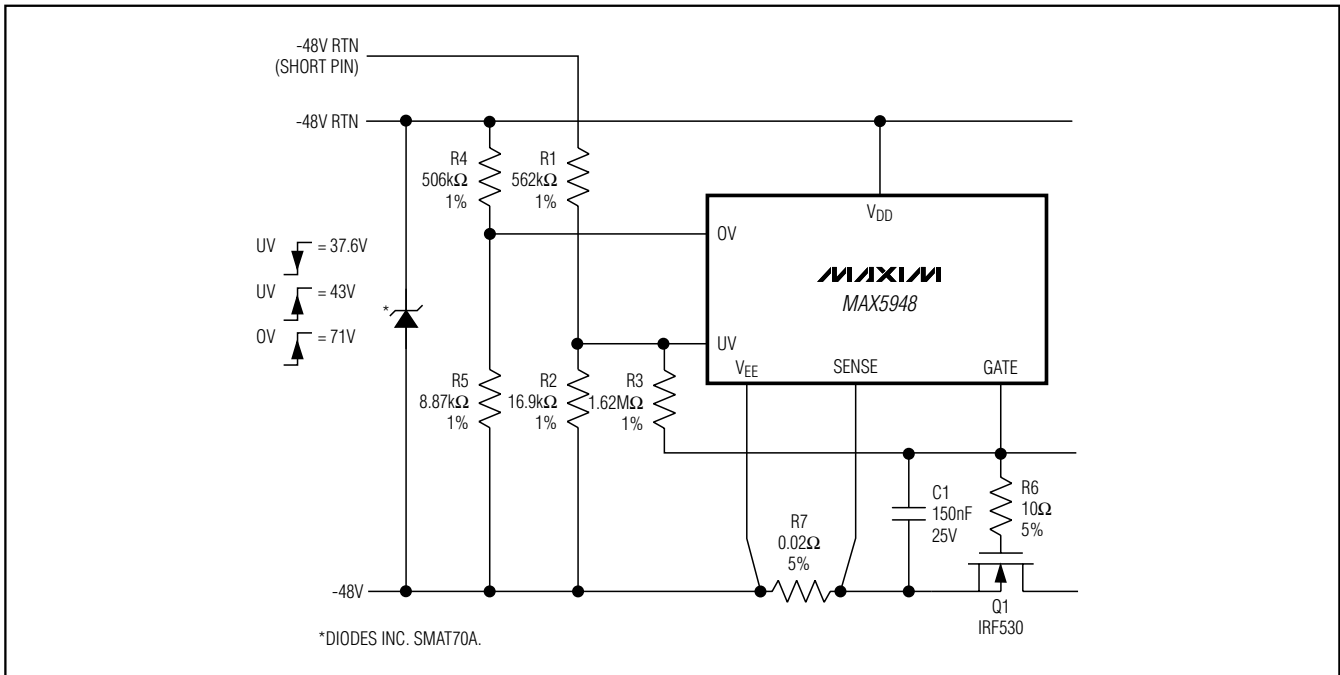 -48V RTN
(SHORT PIN)
-48V RTN
R4
506kΩ
1%
R1
562kΩ
1%
VDD
OV
UV = 37.6V
UV = 43V
OV = 71V
*
MAXIM
MAX5948
UV
VEE
SENSE
GATE
R5
8.87kΩ
1%
R2
16.9kΩ
1%
R3
1.62MΩ
1%
C1
150nF
25V
R6
10Ω
5%
R7
0.02Ω
5%
-48V
Q1
IRF530
*DIODES INC. SMAT70A.